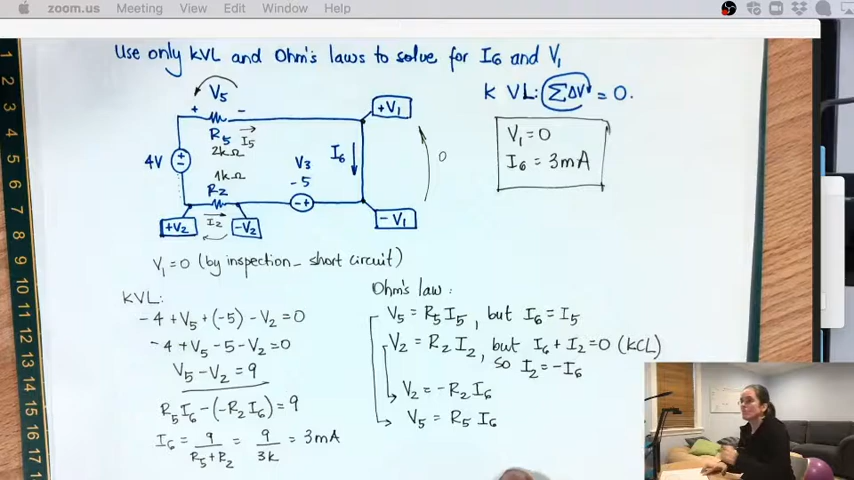 zoom.us Meeting View Edit Window Help
Use only KVL and Ohm's laws to solve for I6 and V1
KVL: ΣΔV = 0.
V5
+ -
R5 I5
2kΩ
4V
+
-
1kΩ
R2
I2
+V2
-V2
V3
-5
- +
I6
+V1
-V1
0
V1 = 0
I6 = 3mA
V1 = 0 (by inspection - short circuit)
KVL:
-4 + V5 + (-5) - V2 = 0
-4 + V5 - 5 - V2 = 0
V5 - V2 = 9
R5 I6 - (-R2 I6) = 9
I6 = 9/(R5 + R2) = 9/3k = 3mA
Ohm's law:
V5 = R5 I5, but I6 = I5
V2 = R2 I2, but I6 + I2 = 0 (KCL)
so I2 = -I6
V2 = -R2 I6
V5 = R5 I6
1
2
3
4
5
6
7
8
9
10
11
12
13
14
15
16
17